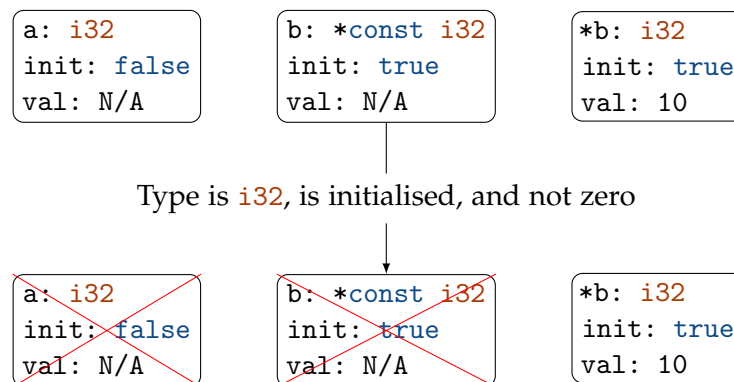 a: i32
init: false
val: N/A
b: *const i32
init: true
val: N/A
*b: i32
init: true
val: 10
Type is i32, is initialised, and not zero
a: i32
init: false
val: N/A
b: *const i32
init: true
val: N/A
*b: i32
init: true
val: 10